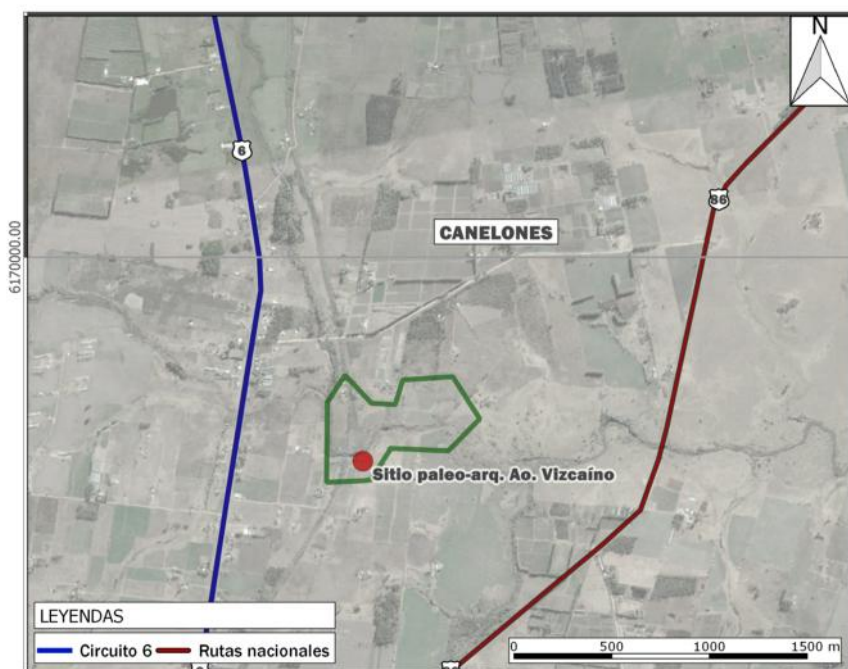 N
6
86
CANELONES
6170000.00
Sitio paleo-arq. Ao. Vizcaíno
LEYENDAS
Circuito 6
Rutas nacionales
0 500 1000 1500 m